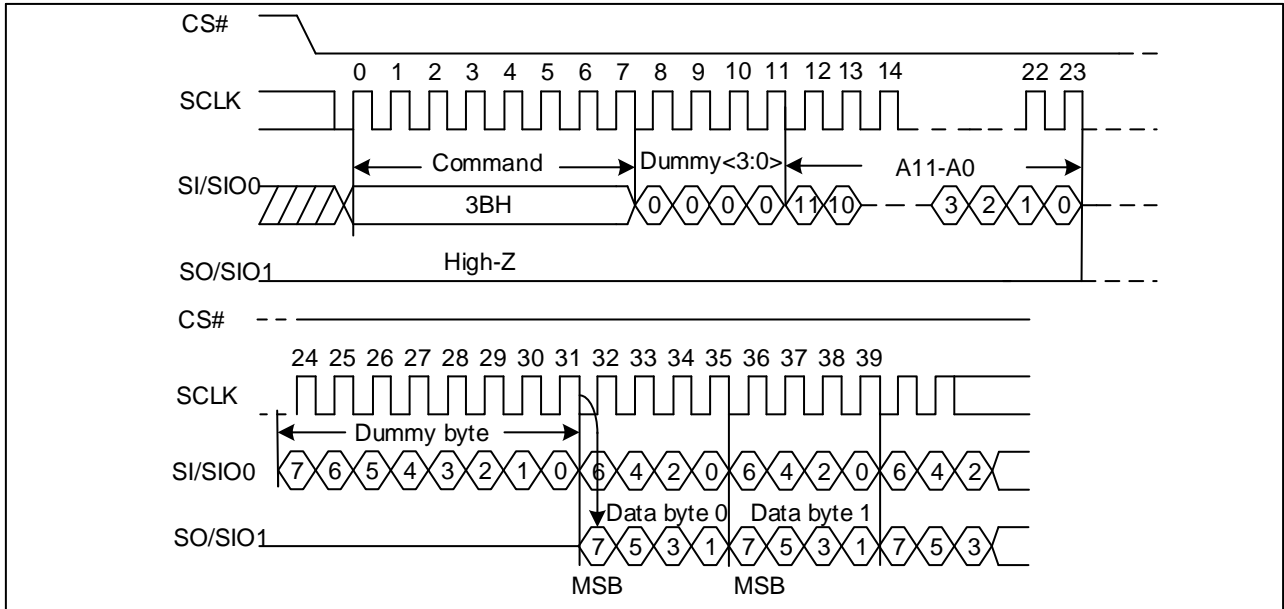 CS#
0 1 2 3 4 5 6 7 8 9 10 11 12 13 14 22 23
SCLK
Command Dummy<3:0> A11-A0
SI/SIO0 3BH 0 0 0 0 11 10 3 2 1 0
SO/SIO1 High-Z
CS#
24 25 26 27 28 29 30 31 32 33 34 35 36 37 38 39
SCLK
Dummy byte
SI/SIO0 7 6 5 4 3 2 1 0 6 4 2 0 6 4 2 0 6 4 2
Data byte 0 Data byte 1
SO/SIO1 7 5 3 1 7 5 3 1 7 5 3
MSB MSB